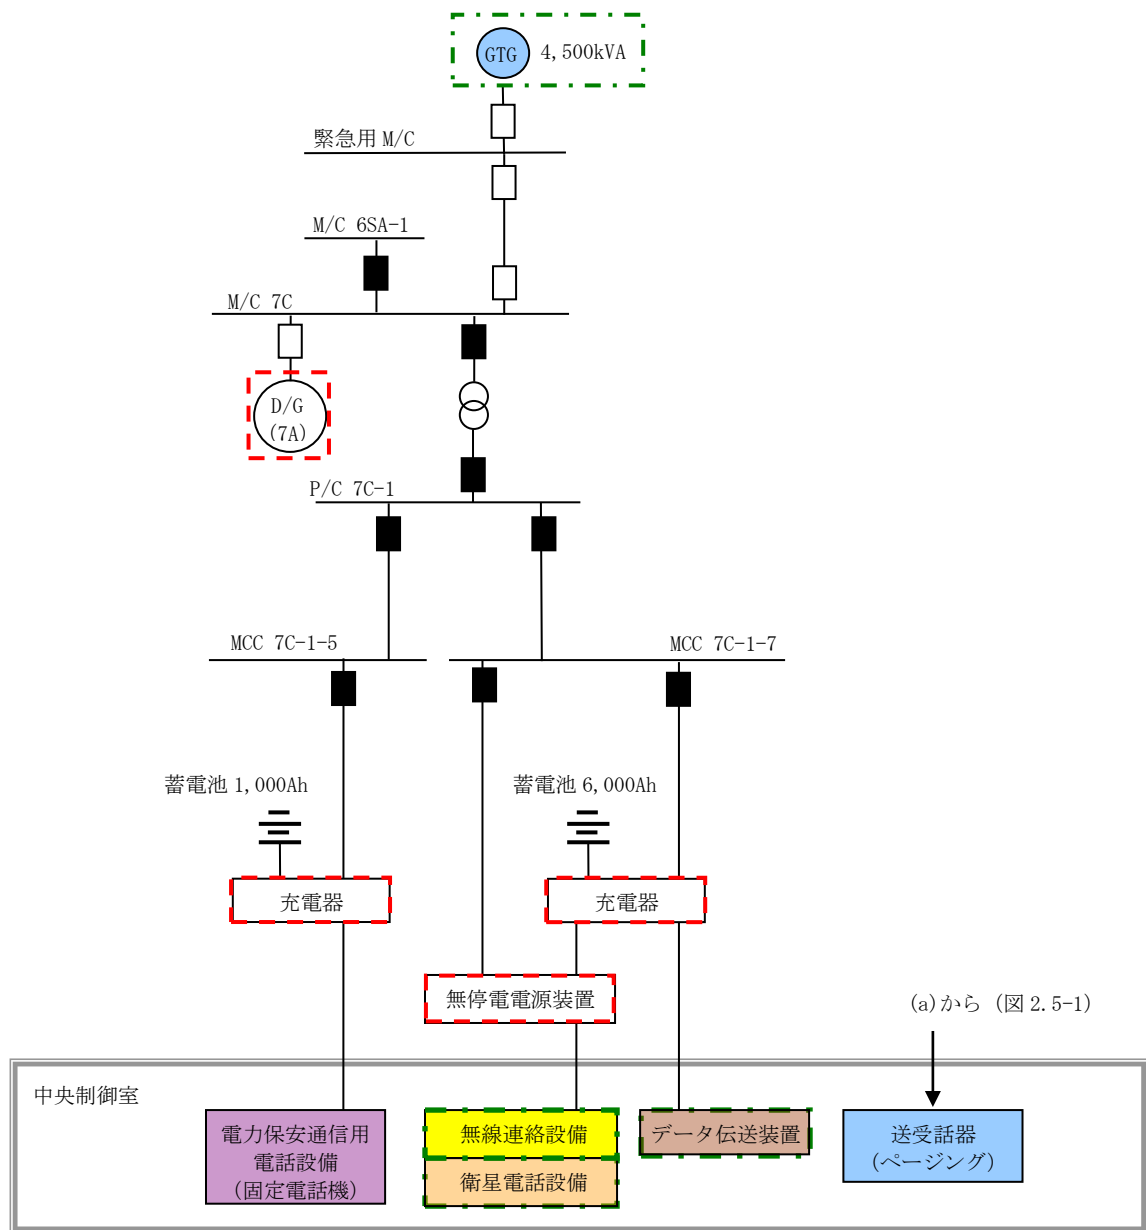 GTG 4,500kVA
緊急用 M/C
M/C 6SA-1
M/C 7C
D/G
(7A)
P/C 7C-1
MCC 7C-1-5
MCC 7C-1-7
蓄電池 1,000Ah
蓄電池 6,000Ah
充電器
充電器
無停電電源装置
(a)から (図 2.5-1)
中央制御室
電力保安通信用
電話設備
(固定電話機)
無線連絡設備
衛星電話設備
データ伝送装置
送受話器
(ページング)